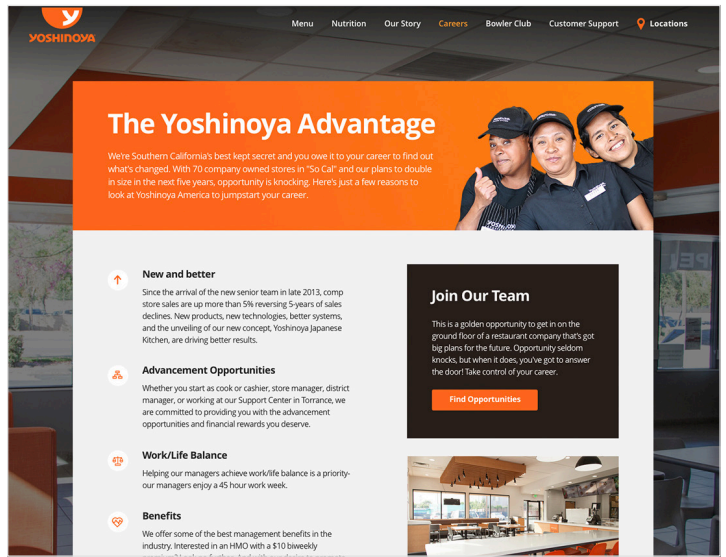 YOSHINOYA
Menu
Nutrition
Our Story
Careers
Bowler Club
Customer Support
Locations
The Yoshinoya Advantage
We're Southern California's best kept secret and you owe it to your career to find out
what's changed. With 70 company owned stores in "So Cal" and our plans to double
in size in the next five years, opportunity is knocking. Here's just a few reasons to
look at Yoshinoya America to jumpstart your career.
New and better
Since the arrival of the new senior team in late 2013, comp
store sales are up more than 5% reversing 5-years of sales
declines. New products, new technologies, better systems,
and the unveiling of our new concept, Yoshinoya Japanese
Kitchen, are driving better results.
Advancement Opportunities
Whether you start as cook or cashier, store manager, district
manager, or working at our Support Center in Torrance, we
are committed to providing you with the advancement
opportunities and financial rewards you deserve.
Work/Life Balance
Helping our managers achieve work/life balance is a priority-
our managers enjoy a 45 hour work week.
Benefits
We offer some of the best management benefits in the
industry. Interested in an HMO with a $10 biweekly
Join Our Team
This is a golden opportunity to get in on the
ground floor of a restaurant company that's got
big plans for the future. Opportunity seldom
knocks, but when it does, you've got to answer
the door! Take control of your career.
Find Opportunities